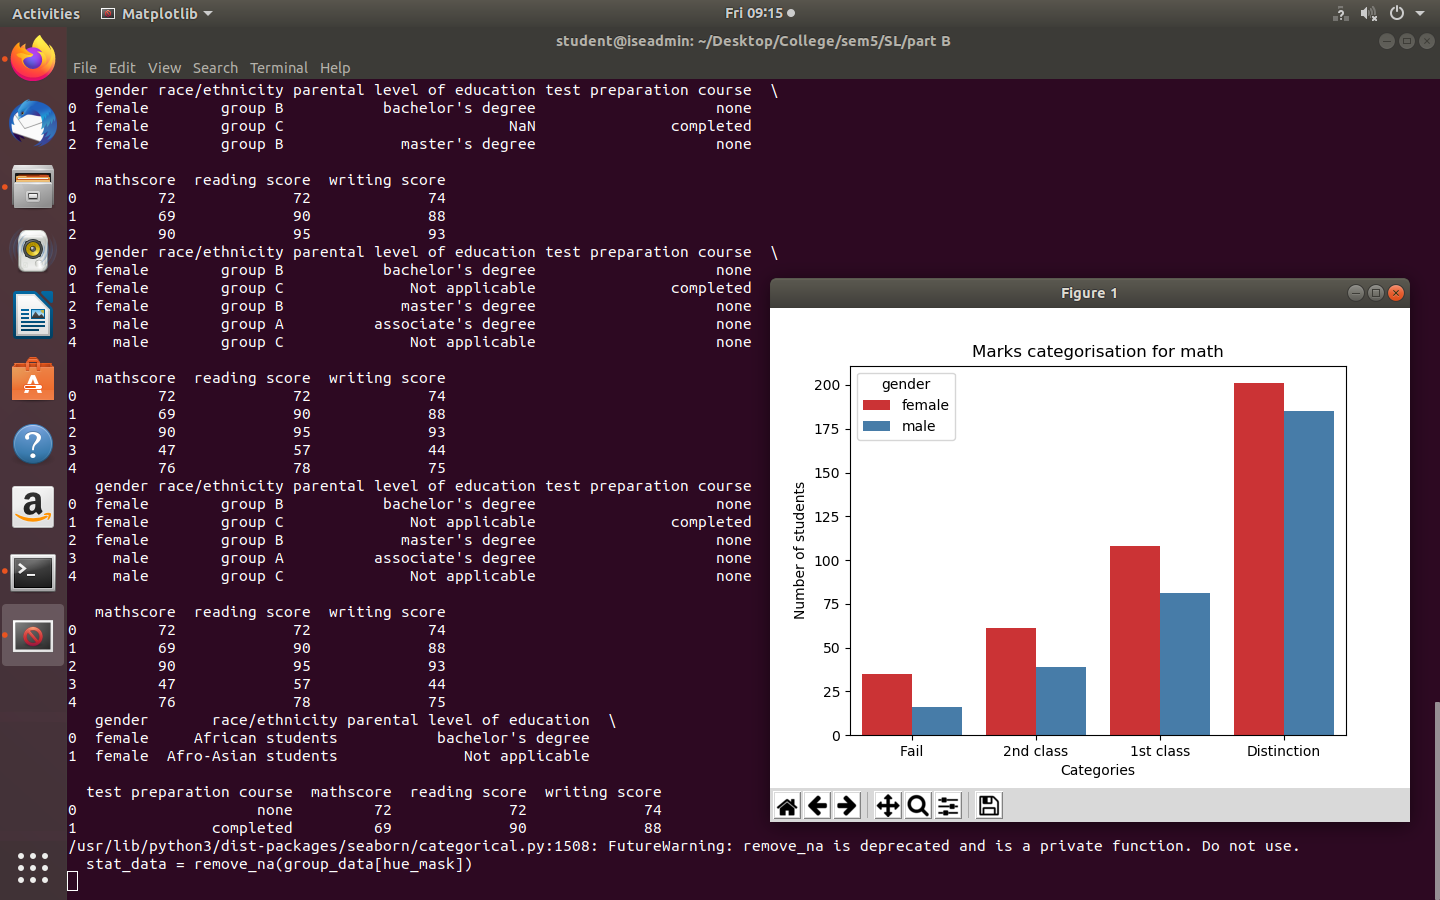 Activities Matplotlib Fri 09:15
student@iseadmin: ~/Desktop/College/sem5/SL/part B
File Edit View Search Terminal Help
gender race/ethnicity parental level of education test preparation course \
0 female group B bachelor's degree none
1 female group C NaN completed
2 female group B master's degree none
mathscore reading score writing score
0 72 72 74
1 69 90 88
2 90 95 93
gender race/ethnicity parental level of education test preparation course \
0 female group B bachelor's degree none
1 female group C Not applicable completed
2 female group B master's degree none
3 male group A associate's degree none
4 male group C Not applicable none
mathscore reading score writing score
0 72 72 74
1 69 90 88
2 90 95 93
3 47 57 44
4 76 78 75
gender race/ethnicity parental level of education test preparation course
0 female group B bachelor's degree none
1 female group C Not applicable completed
2 female group B master's degree none
3 male group A associate's degree none
4 male group C Not applicable none
mathscore reading score writing score
0 72 72 74
1 69 90 88
2 90 95 93
3 47 57 44
4 76 78 75
gender race/ethnicity parental level of education \
0 female African students bachelor's degree
1 female Afro-Asian students Not applicable
test preparation course mathscore reading score writing score
0 none 72 72 74
1 completed 69 90 88
/usr/lib/python3/dist-packages/seaborn/categorical.py:1508: FutureWarning: remove_na is deprecated and is a private function. Do not use.
stat_data = remove_na(group_data[hue_mask])
Figure 1
Marks categorisation for math
gender
female
male
200
175
150
125
100
75
50
25
0
Number of students
Fail 2nd class 1st class Distinction
Categories